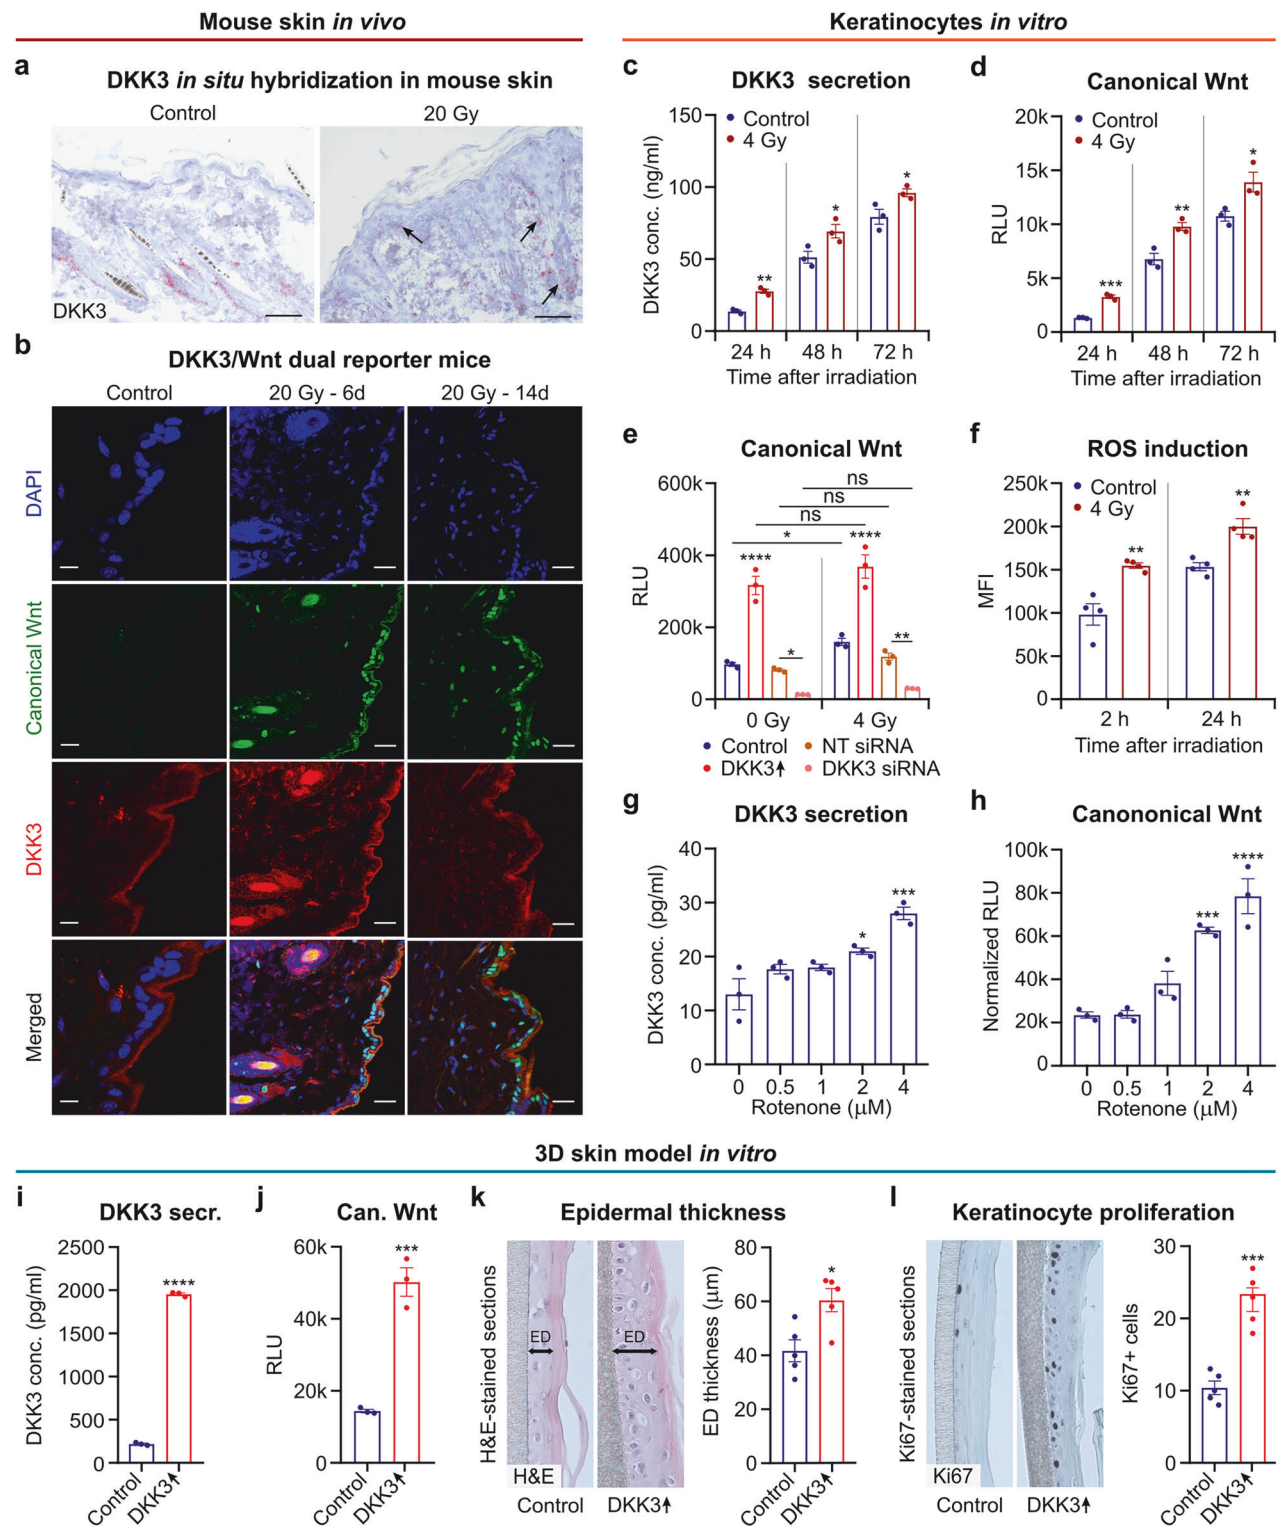 Mouse skin in vivo
Keratinocytes in vitro
a
DKK3 in situ hybridization in mouse skin
Control
20 Gy
DKK3
b
DKK3/Wnt dual reporter mice
Control
20 Gy - 6d
20 Gy - 14d
DAPI
Canonical Wnt
DKK3
Merged
c
DKK3 secretion
Control
4 Gy
DKK3 conc. (ng/ml)
150
100
50
0
**
*
*
24 h
48 h
72 h
Time after irradiation
d
Canonical Wnt
Control
4 Gy
RLU
20k
15k
10k
5k
0
***
**
*
24 h
48 h
72 h
Time after irradiation
e
Canonical Wnt
RLU
600k
400k
200k
0
ns
ns
ns
*
****
****
*
**
0 Gy
4 Gy
Control
NT siRNA
DKK3↑
DKK3 siRNA
f
ROS induction
Control
4 Gy
MFI
250k
200k
150k
100k
50k
0
**
**
2 h
24 h
Time after irradiation
g
DKK3 secretion
DKK3 conc. (pg/ml)
40
30
20
10
0
*
***
0
0.5
1
2
4
Rotenone (μM)
h
Canononical Wnt
Normalized RLU
100k
80k
60k
40k
20k
0
***
****
0
0.5
1
2
4
Rotenone (μM)
3D skin model in vitro
i
DKK3 secr.
DKK3 conc. (pg/ml)
2500
2000
1500
1000
500
0
****
Control
DKK3↑
j
Can. Wnt
RLU
60k
40k
20k
0
***
Control
DKK3↑
k
Epidermal thickness
H&E-stained sections
ED
ED
H&E
Control
DKK3↑
ED thickness (μm)
80
60
40
20
0
*
Control
DKK3↑
l
Keratinocyte proliferation
Ki67-stained sections
Ki67
Control
DKK3↑
Ki67+ cells
30
20
10
0
***
Control
DKK3↑